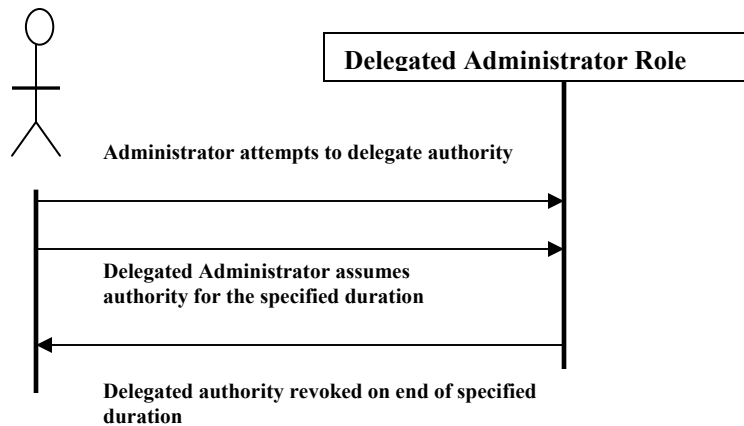 Delegated Administrator Role
Administrator attempts to delegate authority
Delegated Administrator assumes
authority for the specified duration
Delegated authority revoked on end of specified
duration